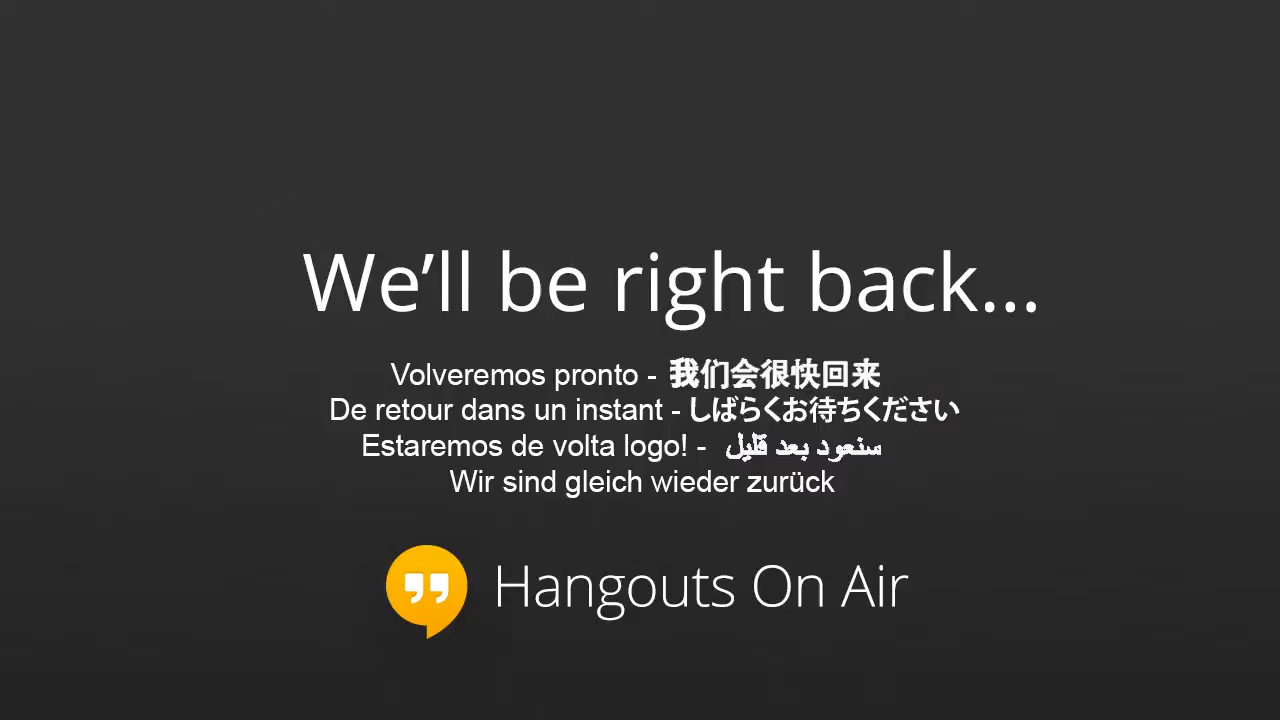 We’ll be right back...
Volveremos pronto - 我们会很快回来
De retour dans un instant - しばらくお待ちください
Estaremos de volta logo! - سنعود بعد قليل
Wir sind gleich wieder zurück
Hangouts On Air